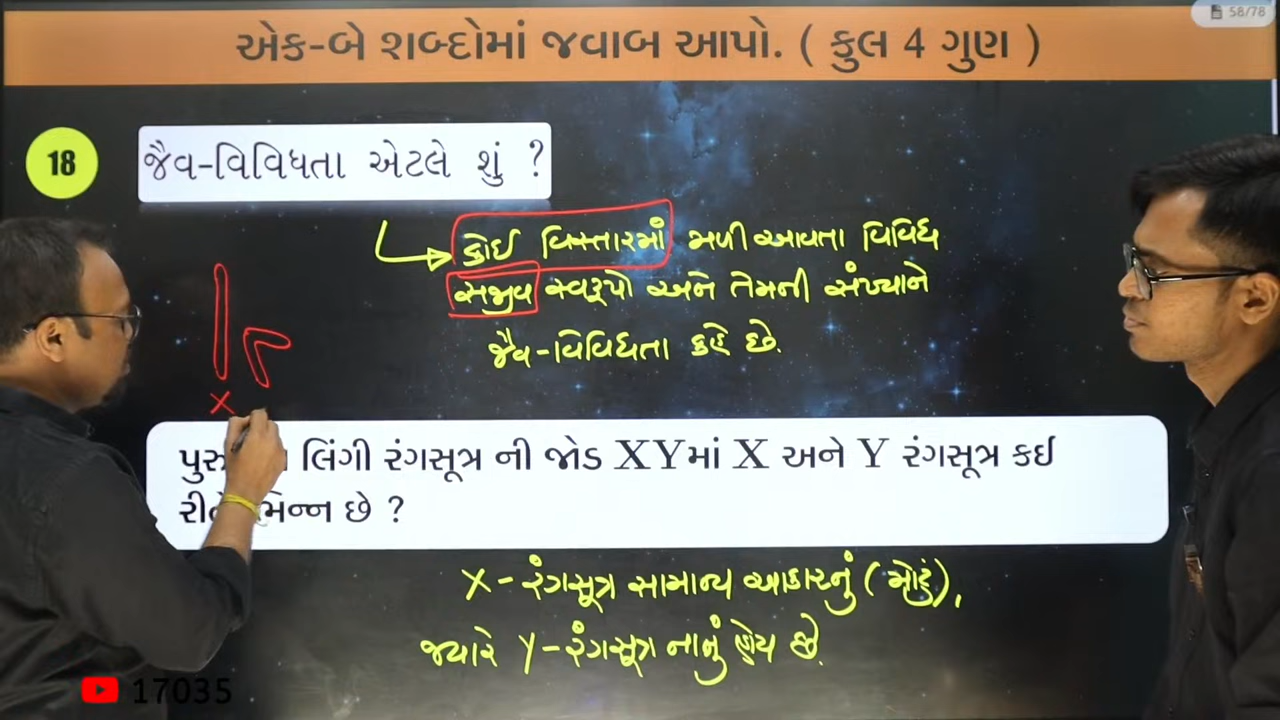 58/78
એક-બે શબ્દોમાં જવાબ આપો. ( કુલ 4 ગુણ )
18
જૈવ-વિવિધતા એટલે શું ?
કોઈ વિસ્તારમાં મળી આવતા વિવિધ
સજીવ સ્વરૂપો અને તેમની સંખ્યાને
જૈવ-વિવિધતા કહે છે.
X
લિંગી રંગસૂત્ર ની જોડ XYમાં X અને Y રંગસૂત્ર કઈ
છે ?
X-રંગસૂત્ર સામાન્ય આકારનું (મોટું),
જ્યારે Y-રંગસૂત્ર નાનું હોય છે.
17035